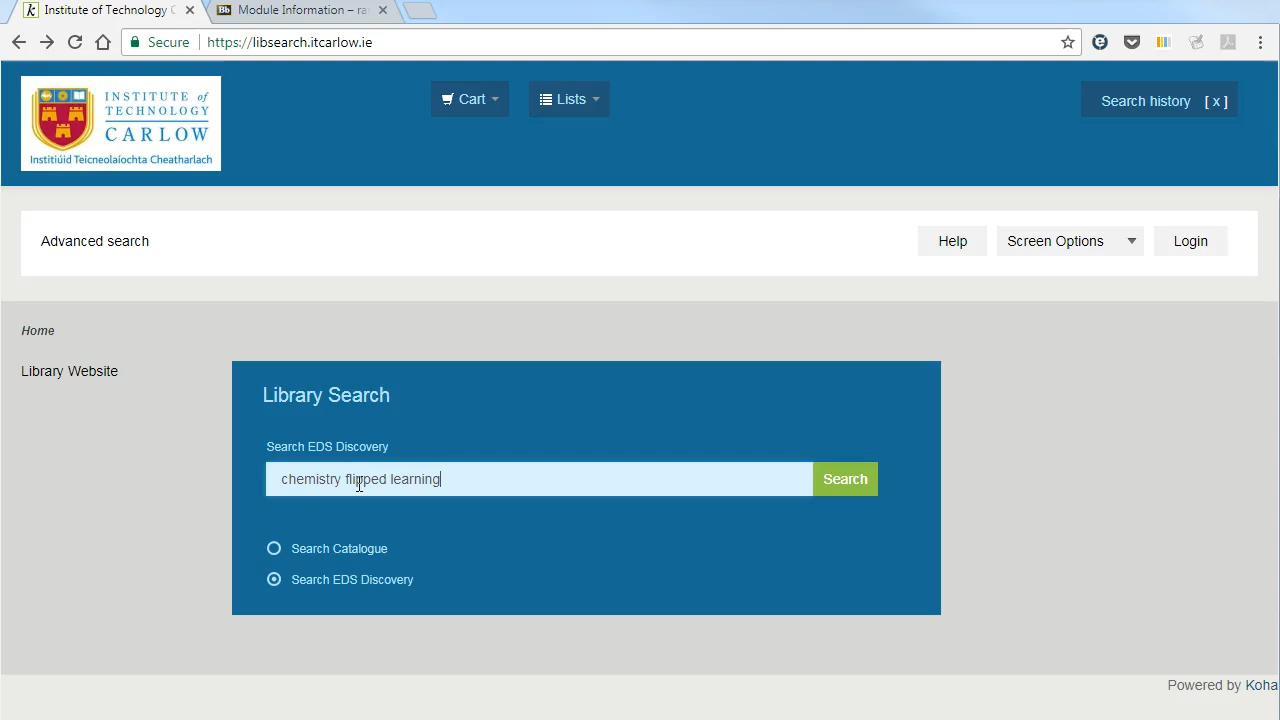 Institute of Technology C
Bb Module Information – ra
Secure https://libsearch.itcarlow.ie
INSTITUTE of
TECHNOLOGY
CARLOW
Institiúid Teicneolaíochta Cheatharlach
Cart
Lists
Search history [ x ]
Advanced search
Help
Screen Options
Login
Home
Library Website
Library Search
Search EDS Discovery
chemistry flipped learning
Search
Search Catalogue
Search EDS Discovery
Powered by Koha